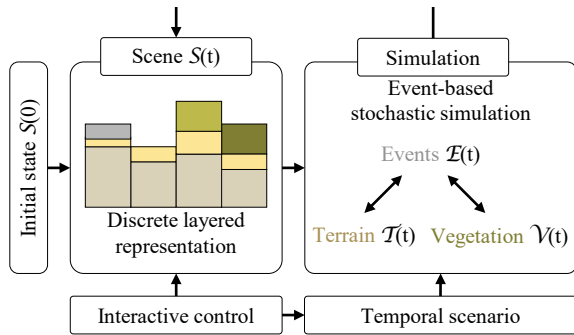 Scene S(t)
Simulation
Initial state S(0)
Event-based
stochastic simulation
Events E(t)
Discrete layered
representation
Terrain T(t)
Vegetation V(t)
Interactive control
Temporal scenario